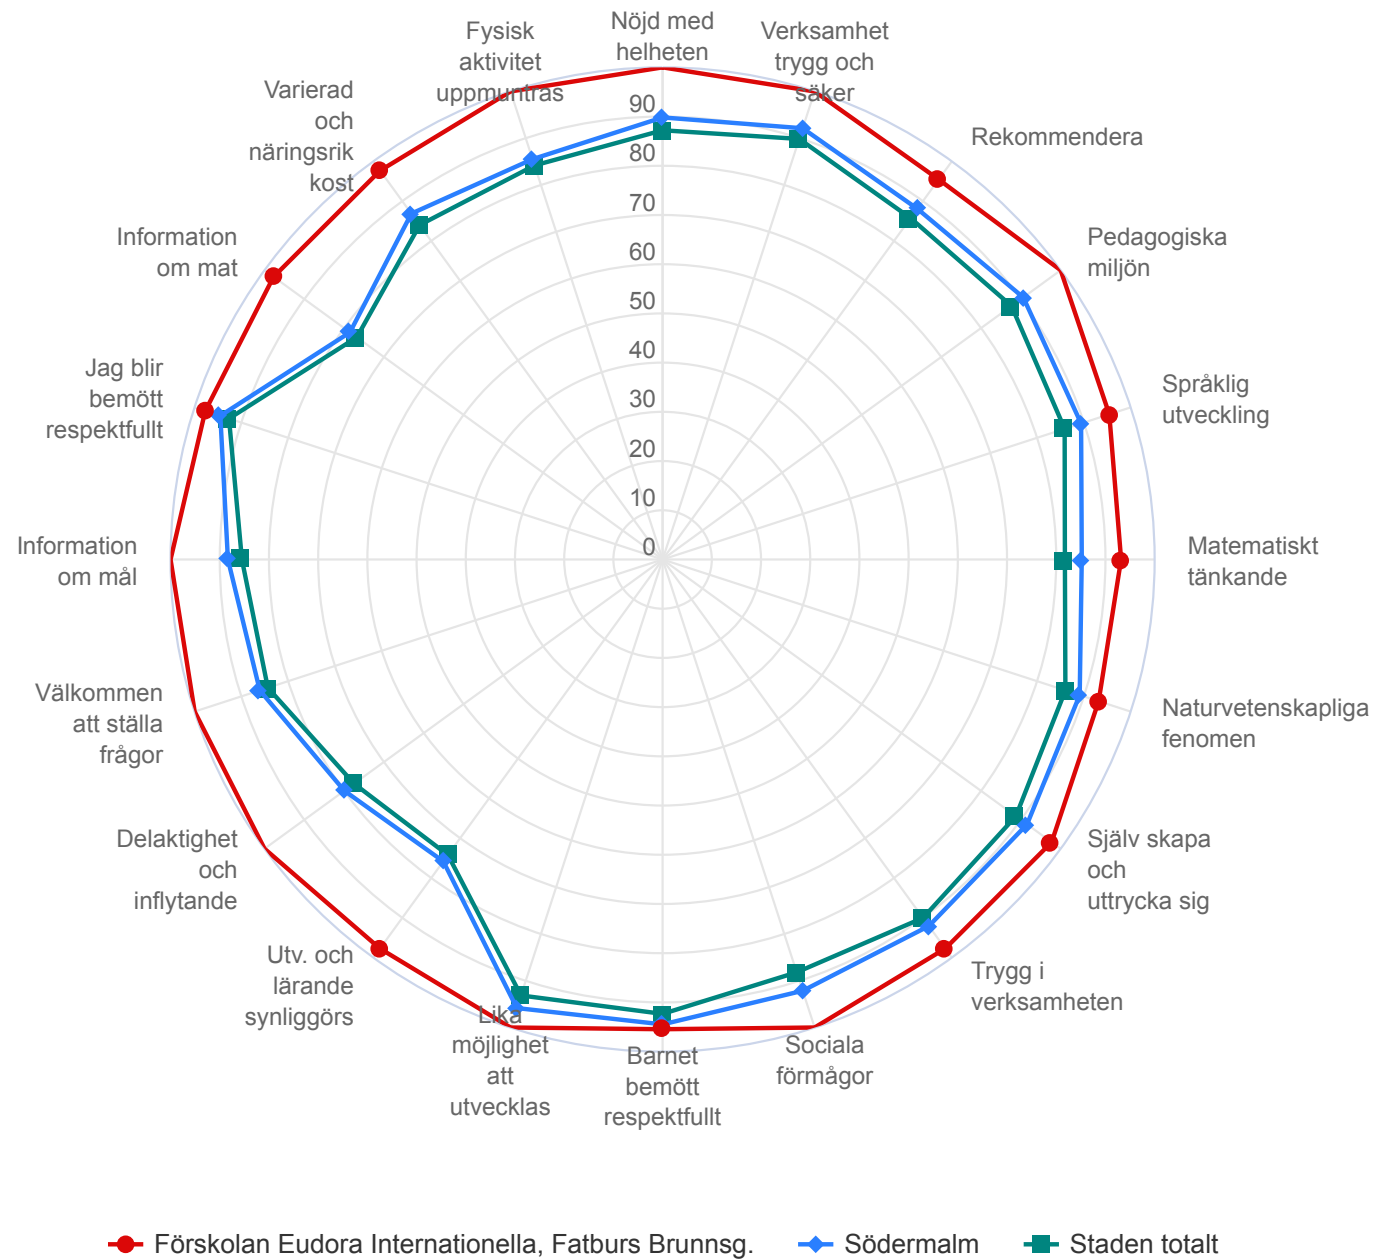 Nöjd med
helheten
Verksamhet
trygg och
säker
Rekommendera
Pedagogiska
miljön
Språklig
utveckling
Matematiskt
tänkande
Naturvetenskapliga
fenomen
Själv skapa
och
uttrycka sig
Trygg i
verksamheten
Sociala
förmågor
Barnet
bemött
respektfullt
Lika
möjlighet
att
utvecklas
Utv. och
lärande
synliggörs
Delaktighet
och
inflytande
Välkommen
att ställa
frågor
Information
om mål
Jag blir
bemött
respektfullt
Information
om mat
Varierad
och
näringsrik
kost
Fysisk
aktivitet
uppmuntras
90
80
70
60
50
40
30
20
10
0
Förskolan Eudora Internationella, Fatburs Brunnsg.
Södermalm
Staden totalt